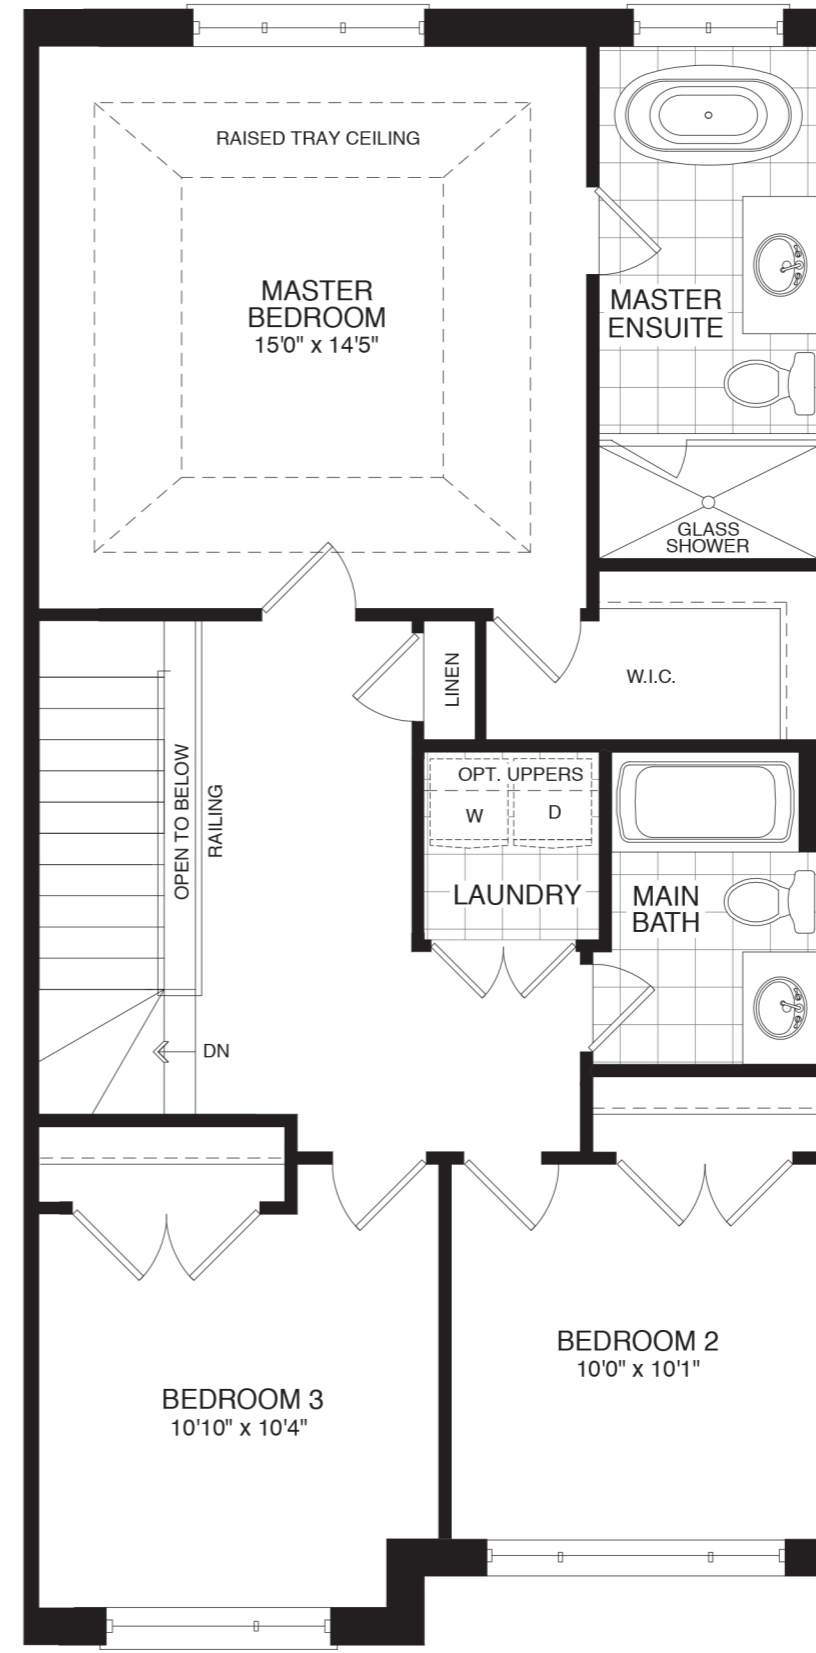 RAISED TRAY CEILING
MASTER
BEDROOM
15'0" x 14'5"
MASTER
ENSUITE
GLASS
SHOWER
LINEN
W.I.C.
OPEN TO BELOW
RAILING
OPT. UPPERS
W
D
LAUNDRY
MAIN
BATH
DN
BEDROOM 2
10'0" x 10'1"
BEDROOM 3
10'10" x 10'4"